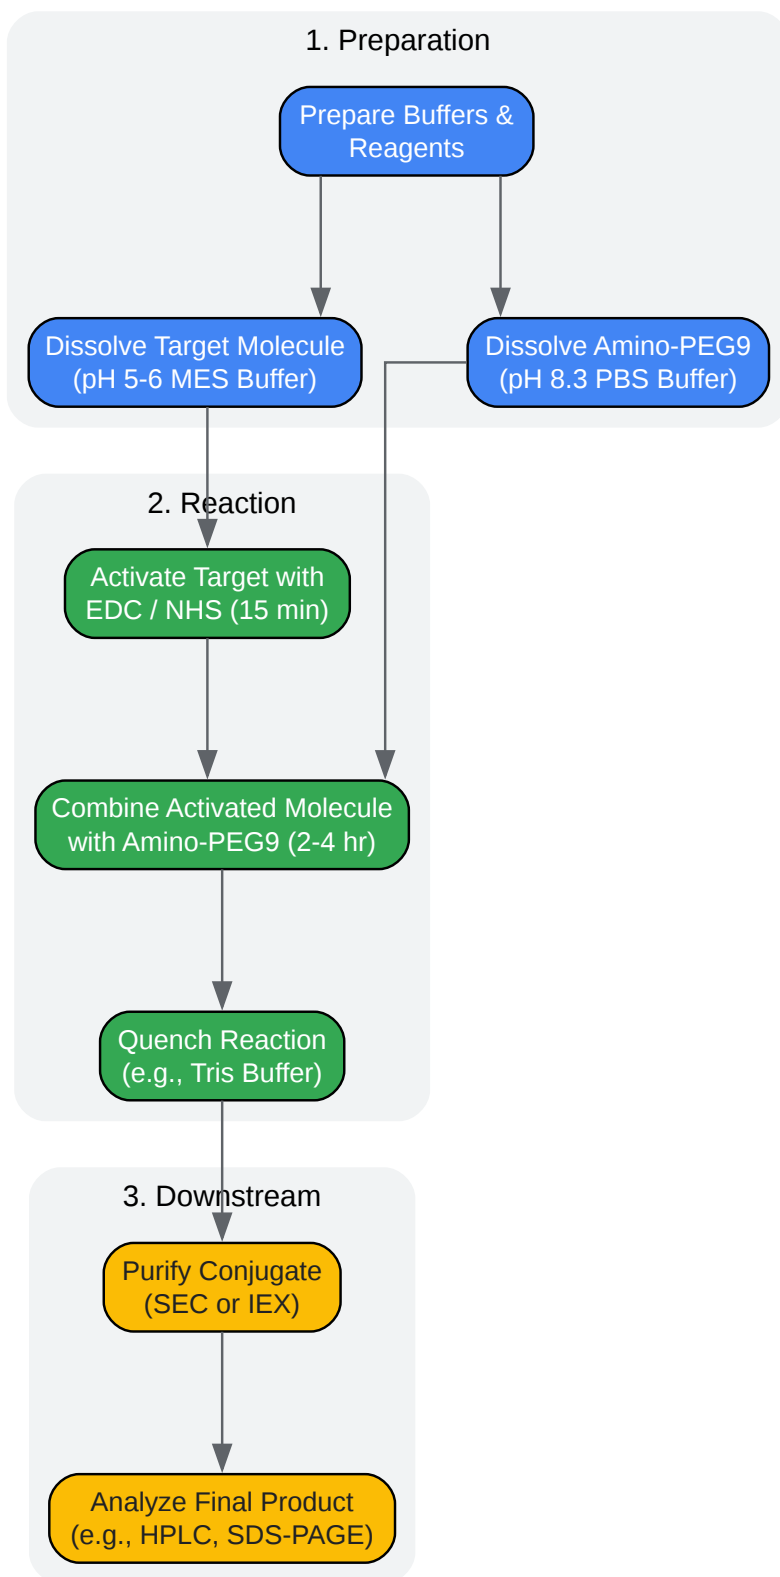 1. Preparation
Prepare Buffers &
Reagents
Dissolve Target Molecule
(pH 5-6 MES Buffer)
Dissolve Amino-PEG9
(pH 8.3 PBS Buffer)
2. Reaction
Activate Target with
EDC / NHS (15 min)
Combine Activated Molecule
with Amino-PEG9 (2-4 hr)
Quench Reaction
(e.g., Tris Buffer)
3. Downstream
Purify Conjugate
(SEC or IEX)
Analyze Final Product
(e.g., HPLC, SDS-PAGE)